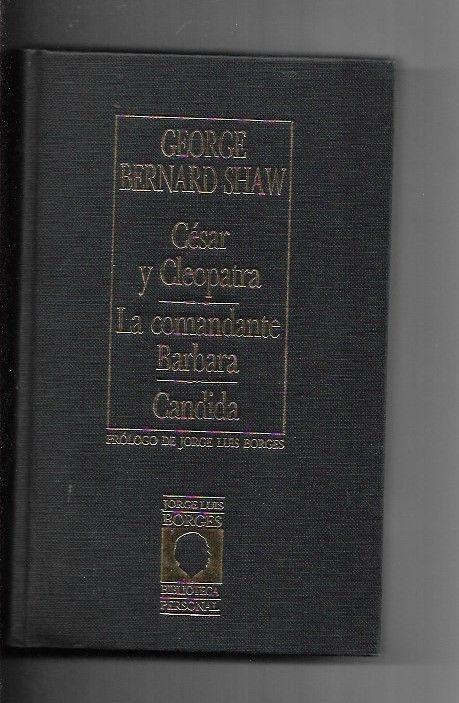 GEORGE
BERNARD SHAW
César
y Cleopatra
La comandante
Barbara
Candida
PRÓLOGO DE JORGE LUIS BORGES
JORGE LUIS
BORGES
BIBLIOTECA
PERSONAL